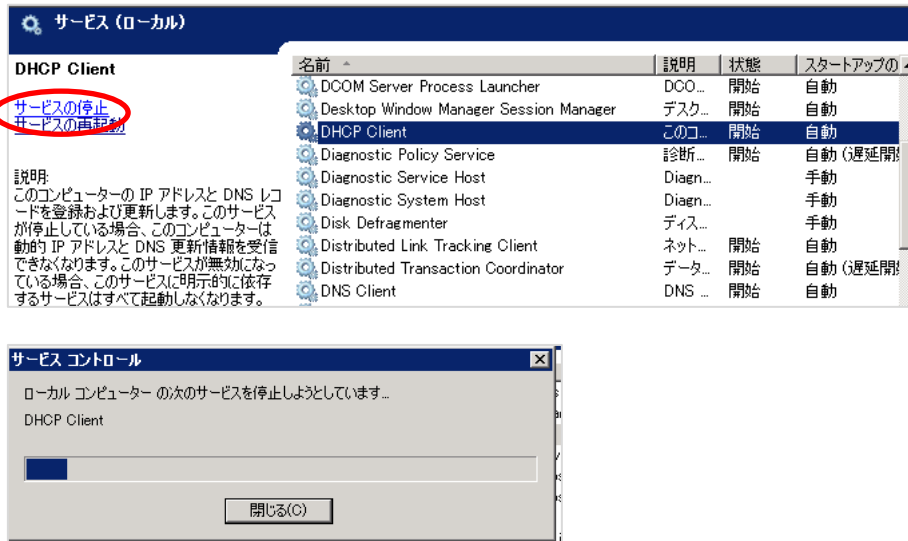 サービス (ローカル)
DHCP Client
サービスの停止
サービスの再起動
説明:
このコンピューターの IP アドレスと DNS レコ
ードを登録および更新します。このサービス
が停止している場合、このコンピューターは
動的 IP アドレスと DNS 更新情報を受信
できなくなります。このサービスが無効になっ
ている場合、このサービスに明示的に依存
するサービスはすべて起動しなくなります。
名前 説明 状態 スタートアップの
DCOM Server Process Launcher DCO... 開始 自動
Desktop Window Manager Session Manager デスク... 開始 自動
DHCP Client このコ... 開始 自動
Diagnostic Policy Service 診断... 開始 自動 (遅延開始
Diagnostic Service Host Diagn... 手動
Diagnostic System Host Diagn... 手動
Disk Defragmenter ディス... 手動
Distributed Link Tracking Client ネット... 開始 自動
Distributed Transaction Coordinator データ... 開始 自動 (遅延開始
DNS Client DNS ... 開始 自動
サービス コントロール
ローカル コンピューター の次のサービスを停止しようとしています...
DHCP Client
閉じる(C)